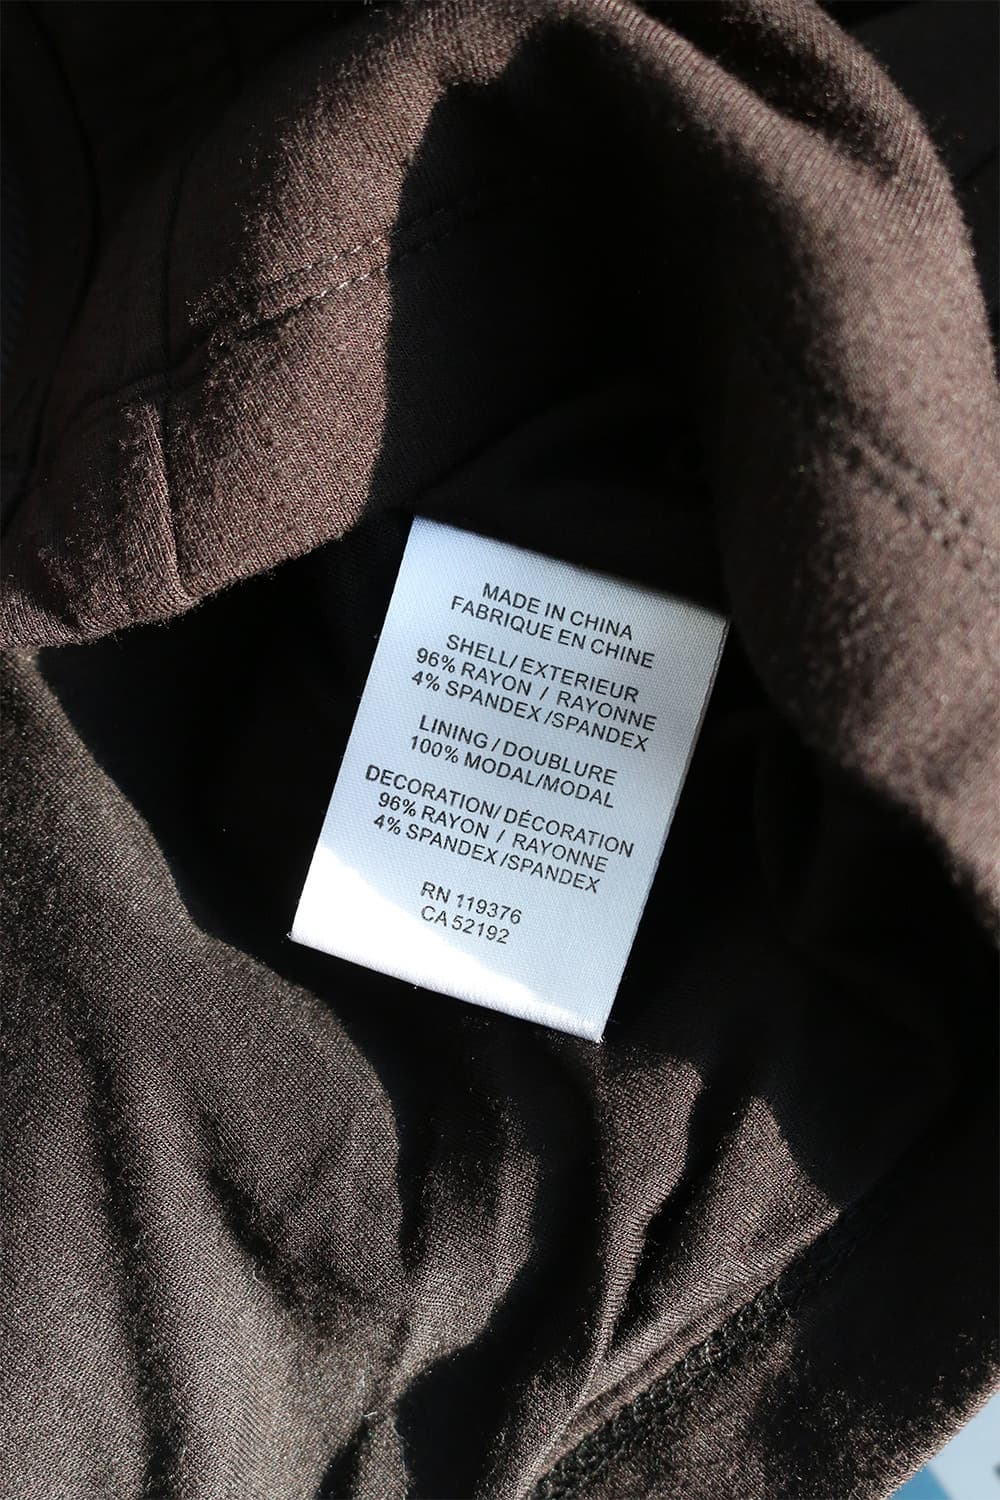 MADE IN CHINA
FABRIQUE EN CHINE
SHELL/EXTERIEUR
96% RAYON / RAYONNE
4% SPANDEX/SPANDEX
LINING/DOUBLURE
100% MODAL/MODAL
DECORATION/DÉCORATION
96% RAYON / RAYONNE
4% SPANDEX/SPANDEX
RN 119376
CA 52192